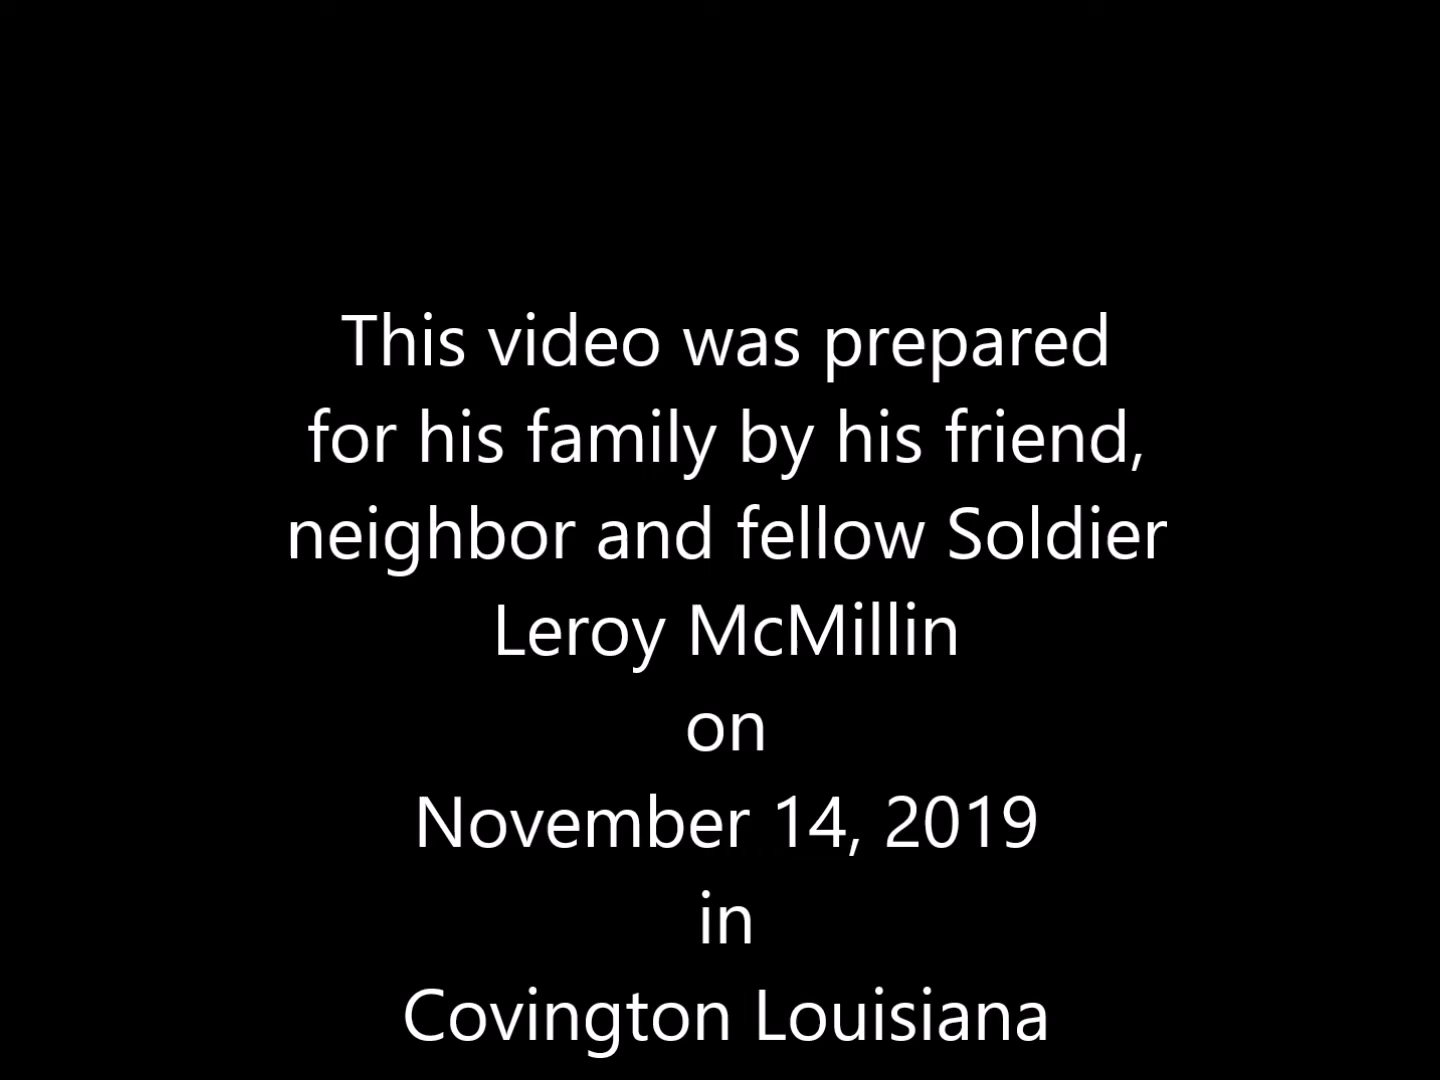 This video was prepared
for his family by his friend,
neighbor and fellow Soldier
Leroy McMillin
on
November 14, 2019
in
Covington Louisiana